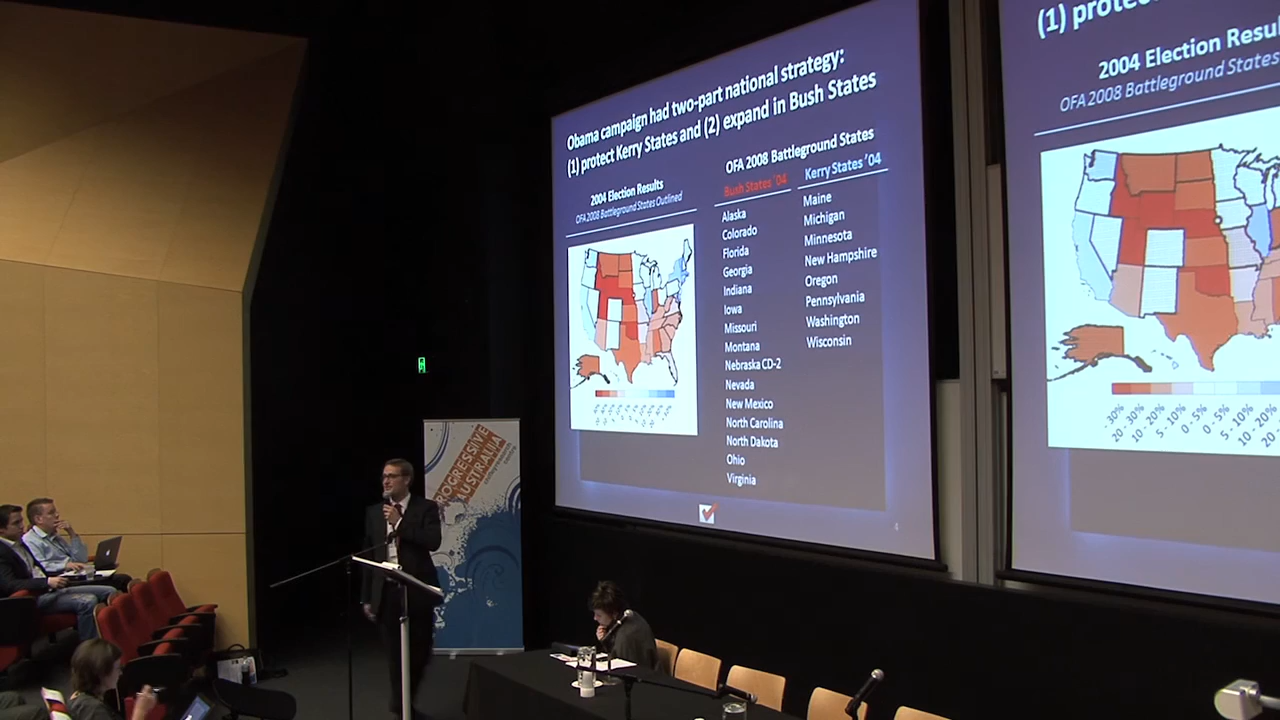 Obama campaign had two-part national strategy:
(1) protect Kerry States and (2) expand in Bush States
2004 Election Results
OFA 2008 Battleground States Outlined
OFA 2008 Battleground States
Bush States '04
Kerry States '04
Alaska
Colorado
Florida
Georgia
Indiana
Iowa
Missouri
Montana
Nebraska CD-2
Nevada
New Mexico
North Carolina
North Dakota
Ohio
Virginia
Maine
Michigan
Minnesota
New Hampshire
Oregon
Pennsylvania
Washington
Wisconsin
4
(1) protec
2004 Election Resu
OFA 2008 Battleground States
-30%
20 - 30%
10 - 20%
5 - 10%
0 - 5%
0 - 5%
5 - 10%
10 - 20%
PROGRESSIVE
AUSTRALIA